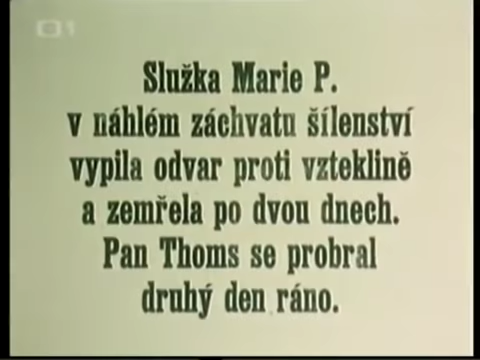 1
Služka Marie P.
v náhlém záchvatu šílenství
vypila odvar proti vzteklině
a zemřela po dvou dnech.
Pan Thoms se probral
druhý den ráno.